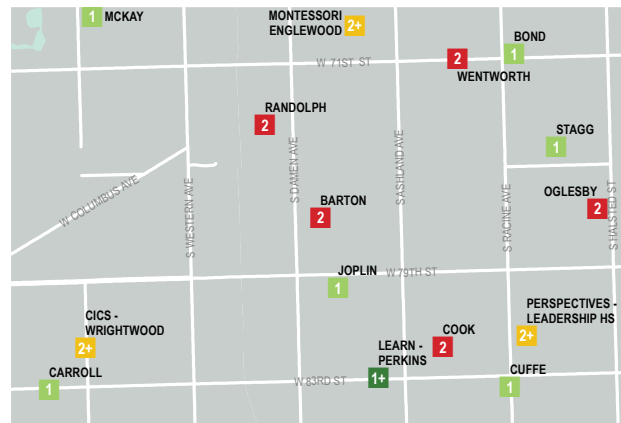 1 MCKAY
MONTESSORI
ENGLEWOOD 2+
BOND
1
W 71ST ST
2
WENTWORTH
RANDOLPH
2
STAGG
1
S DAMEN AVE
S ASHLAND AVE
W COLUMBUS AVE
S WESTERN AVE
BARTON
2
OGLESBY
2
S RACINE AVE
S HALSTED ST
JOPLIN
1
W 79TH ST
CICS -
WRIGHTWOOD
2+
PERSPECTIVES -
LEADERSHIP HS
2+
COOK
2
LEARN -
PERKINS
1+
CARROLL
1
W 83RD ST
CUFFE
1